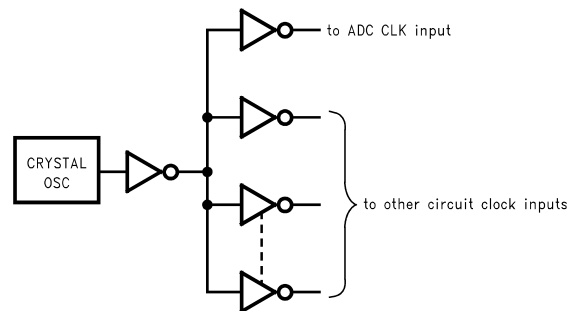 to ADC CLK input
CRYSTAL
OSC
to other circuit clock inputs